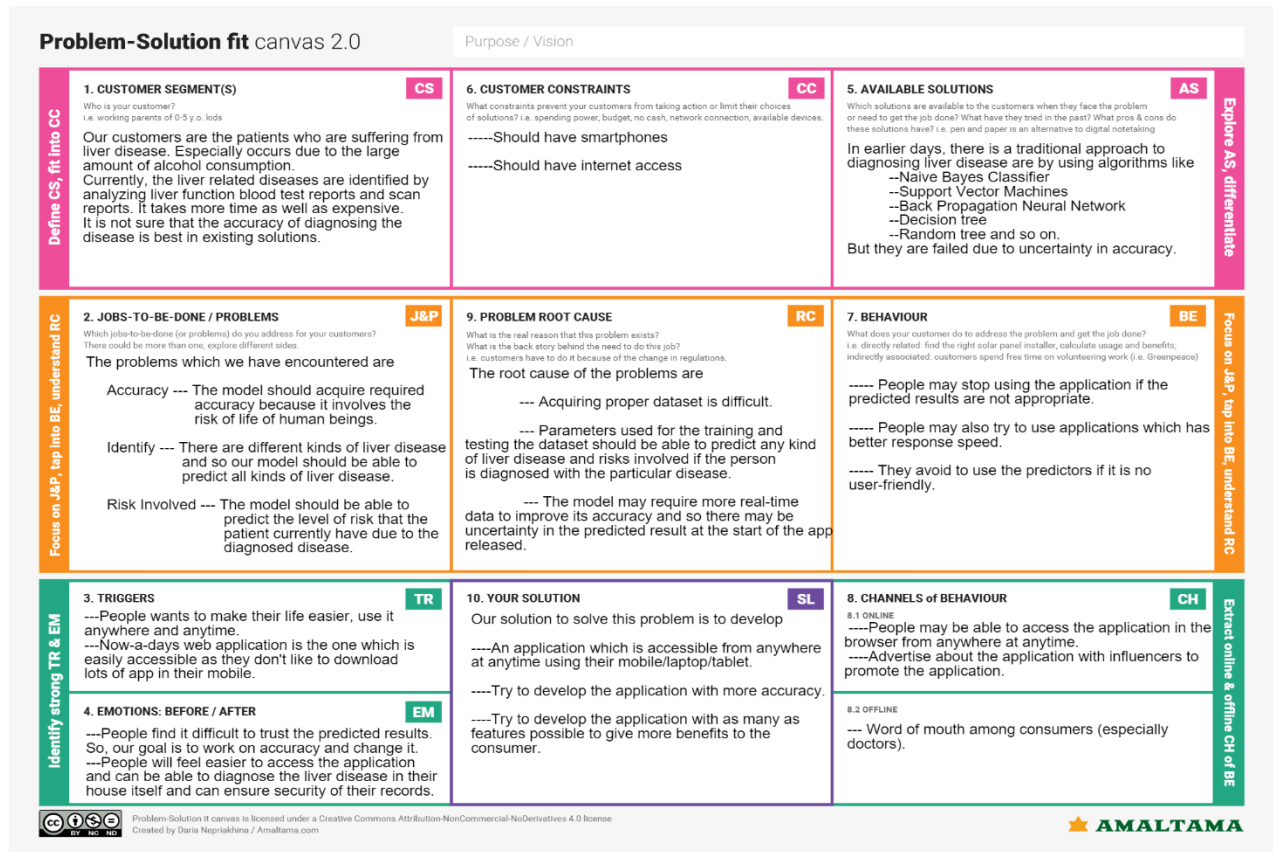 Problem-Solution fit canvas 2.0
Purpose / Vision
Define CS, fit into CC
1. CUSTOMER SEGMENT(S)
CS
Who is your customer?
i.e. working parents of 0-5 y.o. kids
Our customers are the patients who are suffering from
liver disease. Especially occurs due to the large
amount of alcohol consumption.
Currently, the liver related diseases are identified by
analyzing liver function blood test reports and scan
reports. It takes more time as well as expensive.
It is not sure that the accuracy of diagnosing the
disease is best in existing solutions.
6. CUSTOMER CONSTRAINTS
CC
What constraints prevent your customers from taking action or limit their choices
of solutions? i.e. spending power, budget, no cash, network connection, available devices.
-----Should have smartphones
-----Should have internet access
5. AVAILABLE SOLUTIONS
AS
Which solutions are available to the customers when they face the problem
or need to get the job done? What have they tried in the past? What pros & cons do
these solutions have? i.e. pen and paper is an alternative to digital notetaking
In earlier days, there is a traditional approach to
diagnosing liver disease are by using algorithms like
--Naive Bayes Classifier
--Support Vector Machines
--Back Propagation Neural Network
--Decision tree
--Random tree and so on.
But they are failed due to uncertainty in accuracy.
Explore AS, differentiate
Focus on J&P, tap into BE, understand RC
2. JOBS-TO-BE-DONE / PROBLEMS
J&P
Which jobs-to-be-done (or problems) do you address for your customers?
There could be more than one; explore different sides.
The problems which we have encountered are
Accuracy --- The model should acquire required
accuracy because it involves the
risk of life of human beings.
Identify --- There are different kinds of liver disease
and so our model should be able to
predict all kinds of liver disease.
Risk Involved --- The model should be able to
predict the level of risk that the
patient currently have due to the
diagnosed disease.
9. PROBLEM ROOT CAUSE
RC
What is the real reason that this problem exists?
What is the back story behind the need to do this job?
i.e. customers have to do it because of the change in regulations.
The root cause of the problems are
--- Acquiring proper dataset is difficult.
--- Parameters used for the training and
testing the dataset should be able to predict any kind
of liver disease and risks involved if the person
is diagnosed with the particular disease.
--- The model may require more real-time
data to improve its accuracy and so there may be
uncertainty in the predicted result at the start of the app
released.
7. BEHAVIOUR
BE
What does your customer do to address the problem and get the job done?
i.e. directly related: find the right solar panel installer, calculate usage and benefits;
indirectly associated: customers spend free time on volunteering work (i.e. Greenpeace)
----- People may stop using the application if the
predicted results are not appropriate.
----- People may also try to use applications which has
better response speed.
----- They avoid to use the predictors if it is no
user-friendly.
Focus on J&P, tap into BE, understand RC
Identify strong TR & EM
3. TRIGGERS
TR
---People wants to make their life easier, use it
anywhere and anytime.
---Now-a-days web application is the one which is
easily accessible as they don't like to download
lots of app in their mobile.
4. EMOTIONS: BEFORE / AFTER
EM
---People find it difficult to trust the predicted results.
So, our goal is to work on accuracy and change it.
---People will feel easier to access the application
and can be able to diagnose the liver disease in their
house itself and can ensure security of their records.
10. YOUR SOLUTION
SL
Our solution to solve this problem is to develop
----An application which is accessible from anywhere
at anytime using their mobile/laptop/tablet.
----Try to develop the application with more accuracy.
----Try to develop the application with as many as
features possible to give more benefits to the
consumer.
8. CHANNELS of BEHAVIOUR
CH
8.1 ONLINE
----People may be able to access the application in the
browser from anywhere at anytime.
----Advertise about the application with influencers to
promote the application.
8.2 OFFLINE
--- Word of mouth among consumers (especially
doctors).
Extract online & offline CH of BE
CC BY NC ND
Problem-Solution fit canvas is licensed under a Creative Commons Attribution-NonCommercial-NoDerivatives 4.0 license
Created by Daria Nepriakhina / Amaltama.com
AMALTAMA